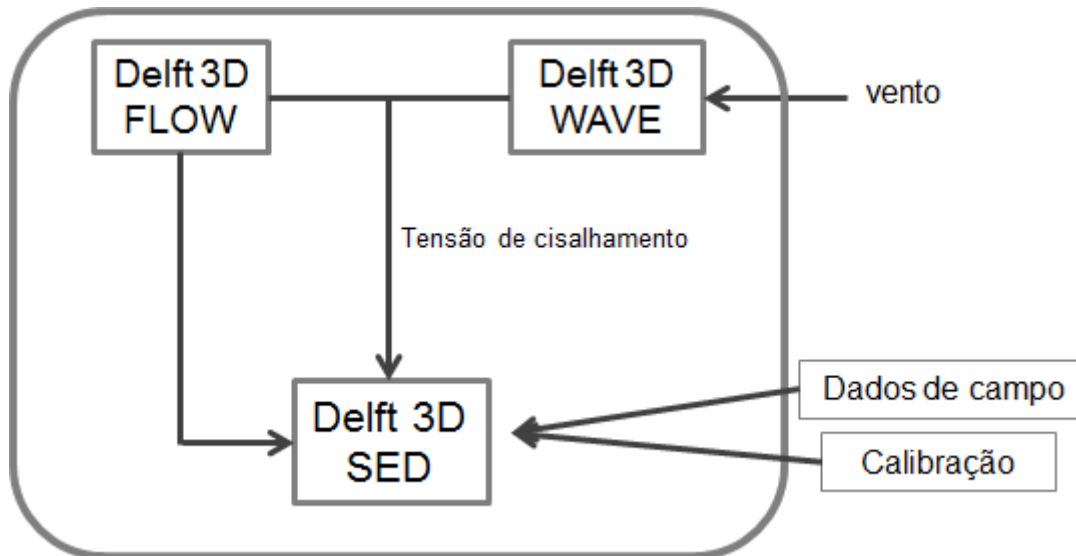 Delft 3D
FLOW
Delft 3D
WAVE
vento
Tensão de cisalhamento
Delft 3D
SED
Dados de campo
Calibração